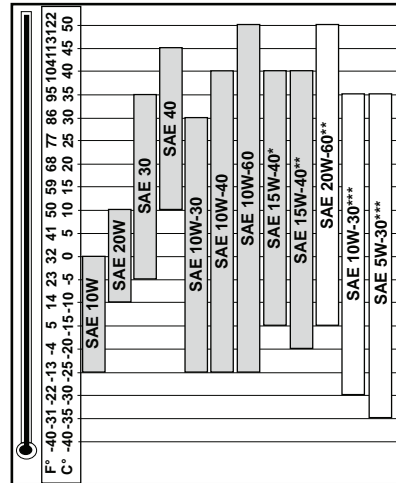 F° -40 -31 -22 -13 -4 5 14 23 32 41 50 59 68 77 86 95 104 113 122
C° -40 -35 -30 -25 -20 -15 -10 -5 0 5 10 15 20 25 30 35 40 45 50
SAE 10W
SAE 20W
SAE 30
SAE 40
SAE 10W-30
SAE 10W-40
SAE 10W-60
SAE 15W-40*
SAE 15W-40**
SAE 20W-60**
SAE 10W-30***
SAE 5W-30***